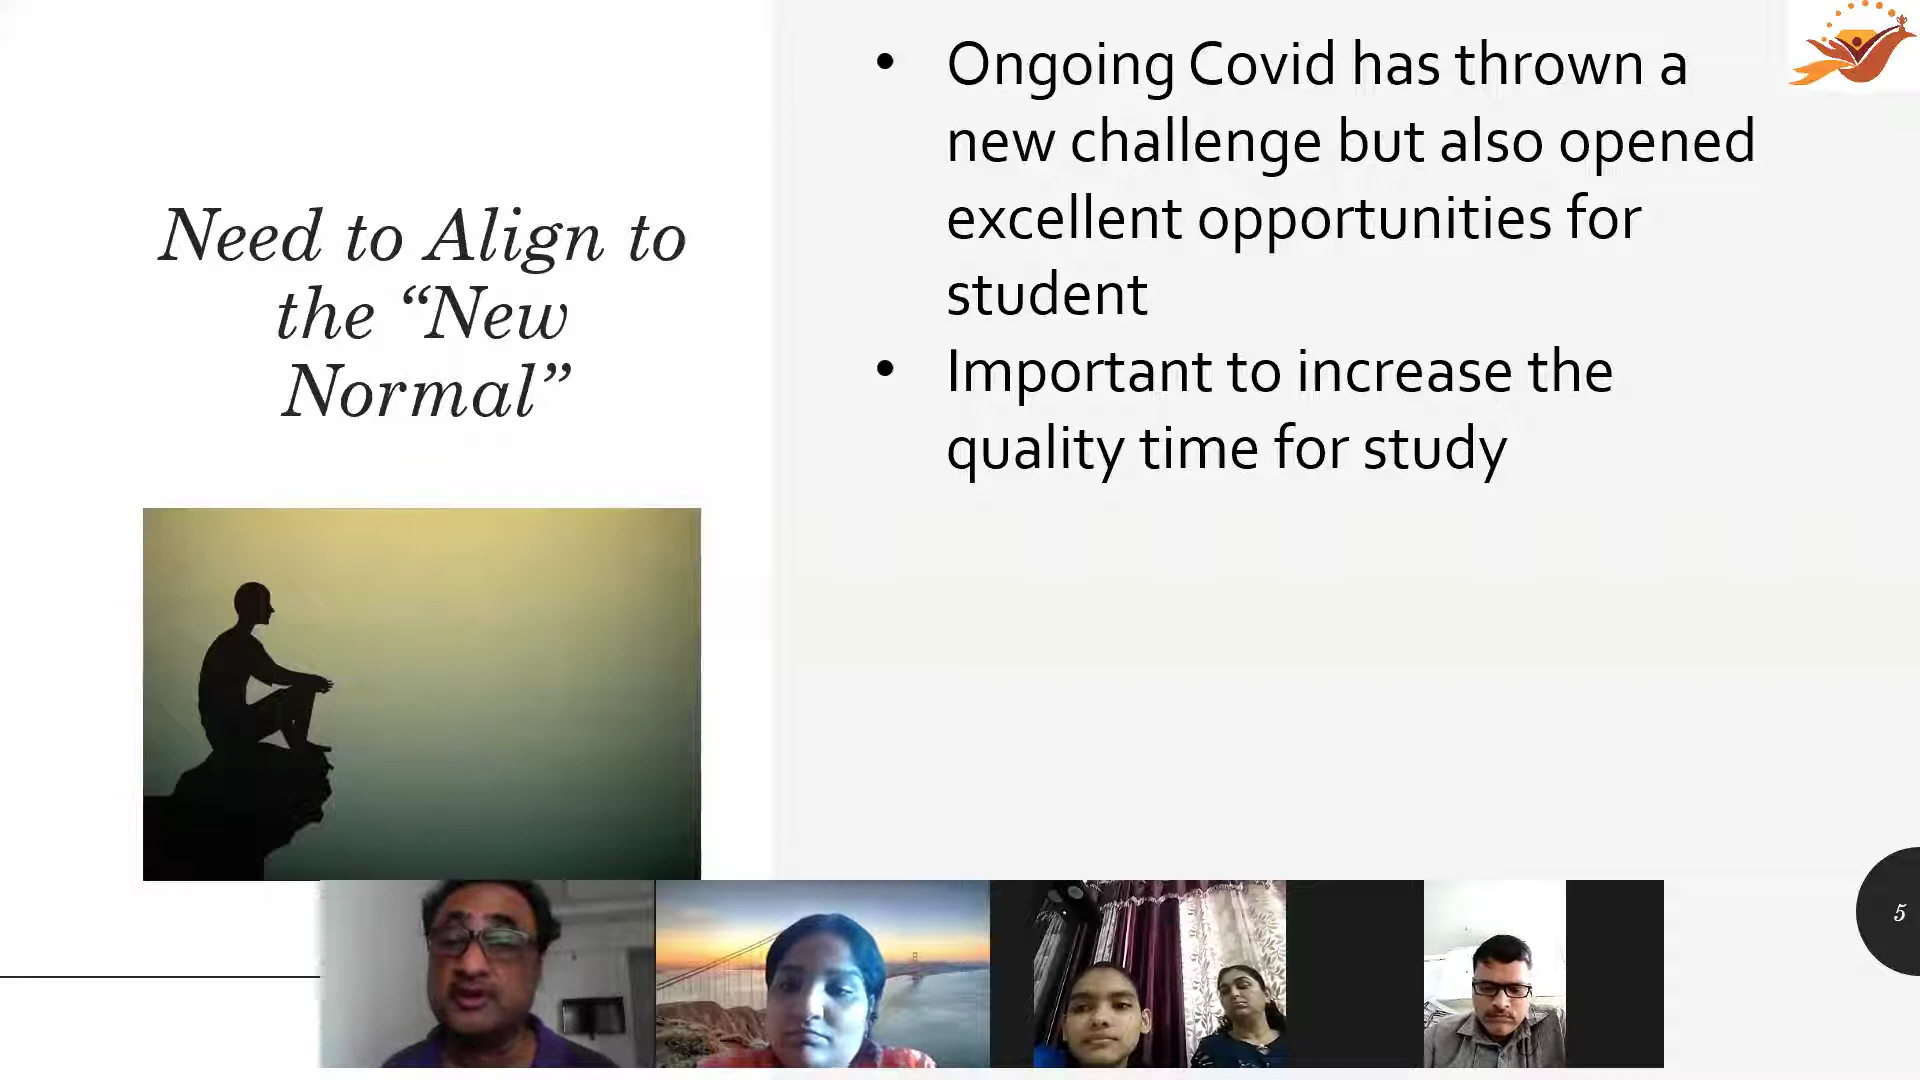 Need to Align to
the “New
Normal”
• Ongoing Covid has thrown a
new challenge but also opened
excellent opportunities for
student
• Important to increase the
quality time for study
5